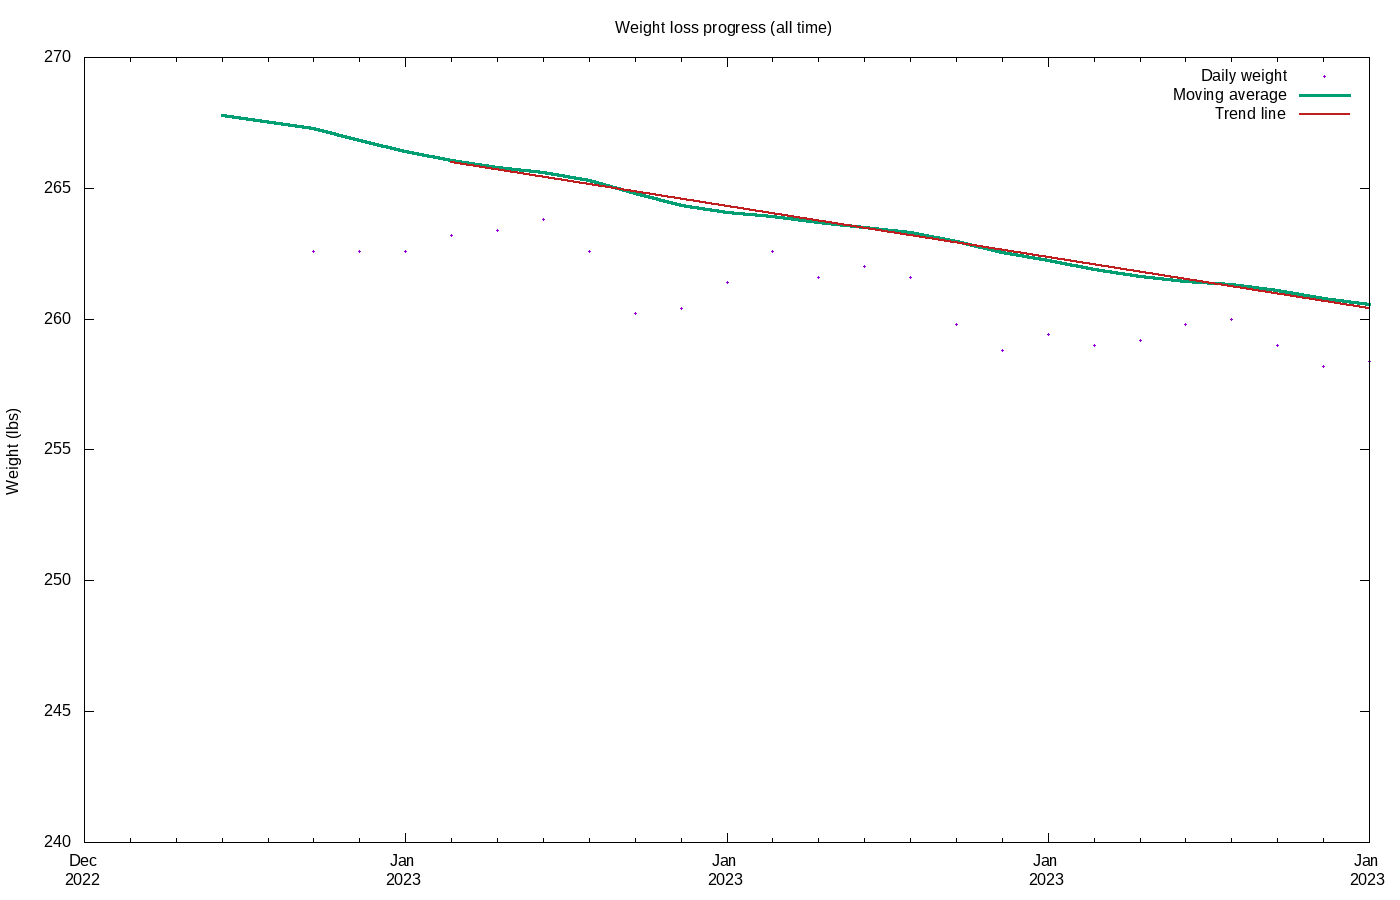 Weight loss progress (all time)
270
265
260
255
250
245
240
Weight (lbs)
Daily weight
Moving average
Trend line
Dec Jan Jan Jan Jan
2022 2023 2023 2023 2023